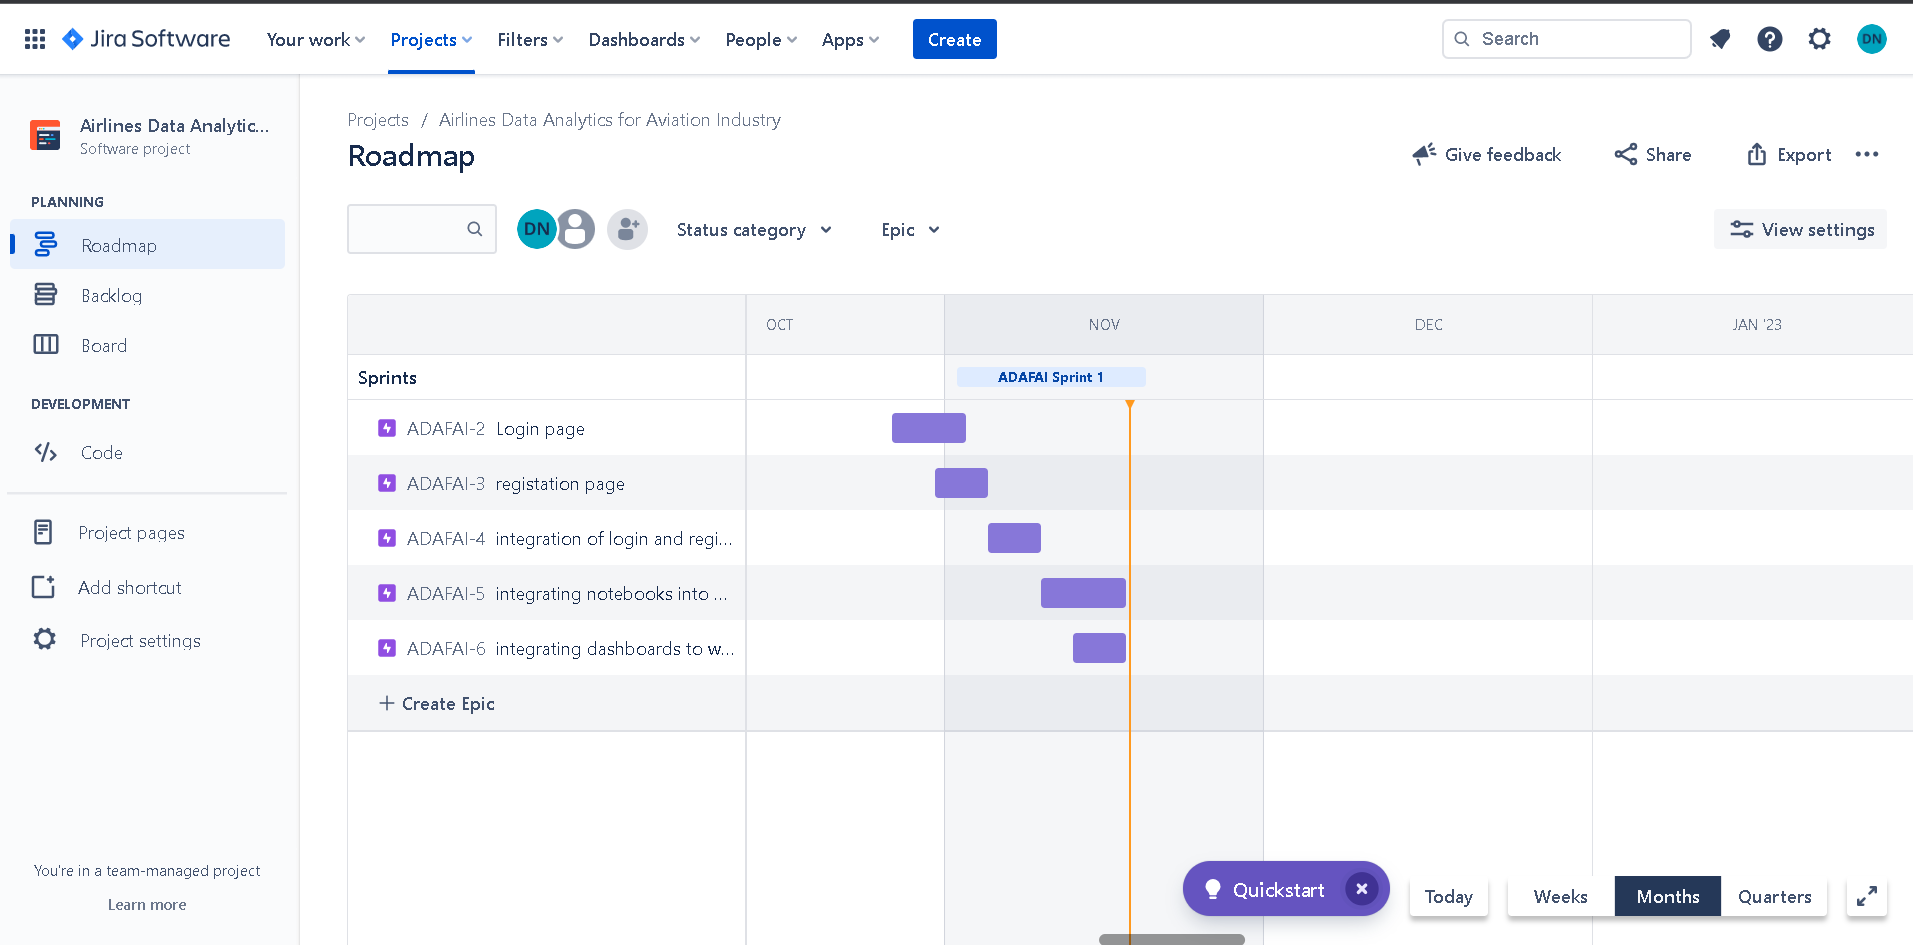 Jira Software
Your work
Projects
Filters
Dashboards
People
Apps
Create
Search
DN
Airlines Data Analytic...
Software project
PLANNING
Roadmap
Backlog
Board
DEVELOPMENT
Code
Project pages
Add shortcut
Project settings
You're in a team-managed project
Learn more
Projects / Airlines Data Analytics for Aviation Industry
Roadmap
Give feedback
Share
Export
DN
Status category
Epic
View settings
OCT
NOV
DEC
JAN '23
Sprints
ADAFAI Sprint 1
ADAFAI-2 Login page
ADAFAI-3 registation page
ADAFAI-4 integration of login and regi...
ADAFAI-5 integrating notebooks into ...
ADAFAI-6 integrating dashboards to w...
+ Create Epic
Quickstart
Today
Weeks
Months
Quarters